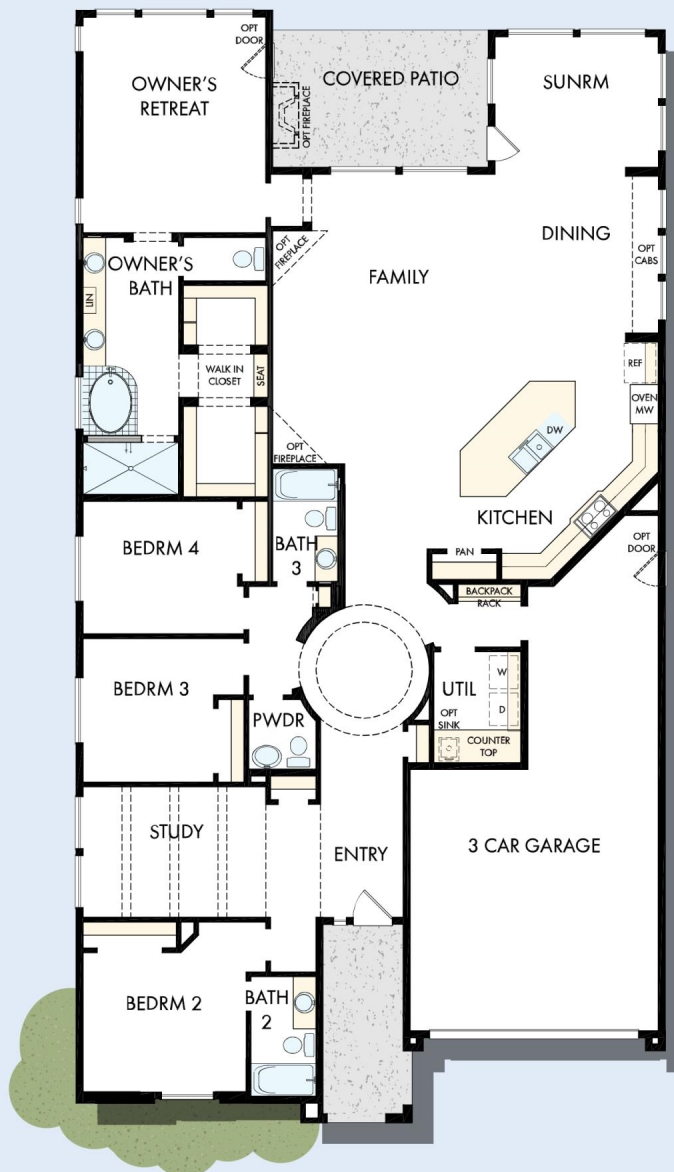 OPT
DOOR
OWNER'S
RETREAT
COVERED PATIO
SUNRM
OPT FIREPLACE
OPT
FIREPLACE
DINING
OPT
CABS
FAMILY
OWNER'S
BATH
LIN
WALK IN
CLOSET
SEAT
REF
OVEN
MW
DW
OPT
FIREPLACE
KITCHEN
BEDRM 4
BATH
3
PAN
OPT
DOOR
BACKPACK
RACK
BEDRM 3
UTIL
W
D
OPT
SINK
PWDR
COUNTER
TOP
STUDY
ENTRY
3 CAR GARAGE
BEDRM 2
BATH
2